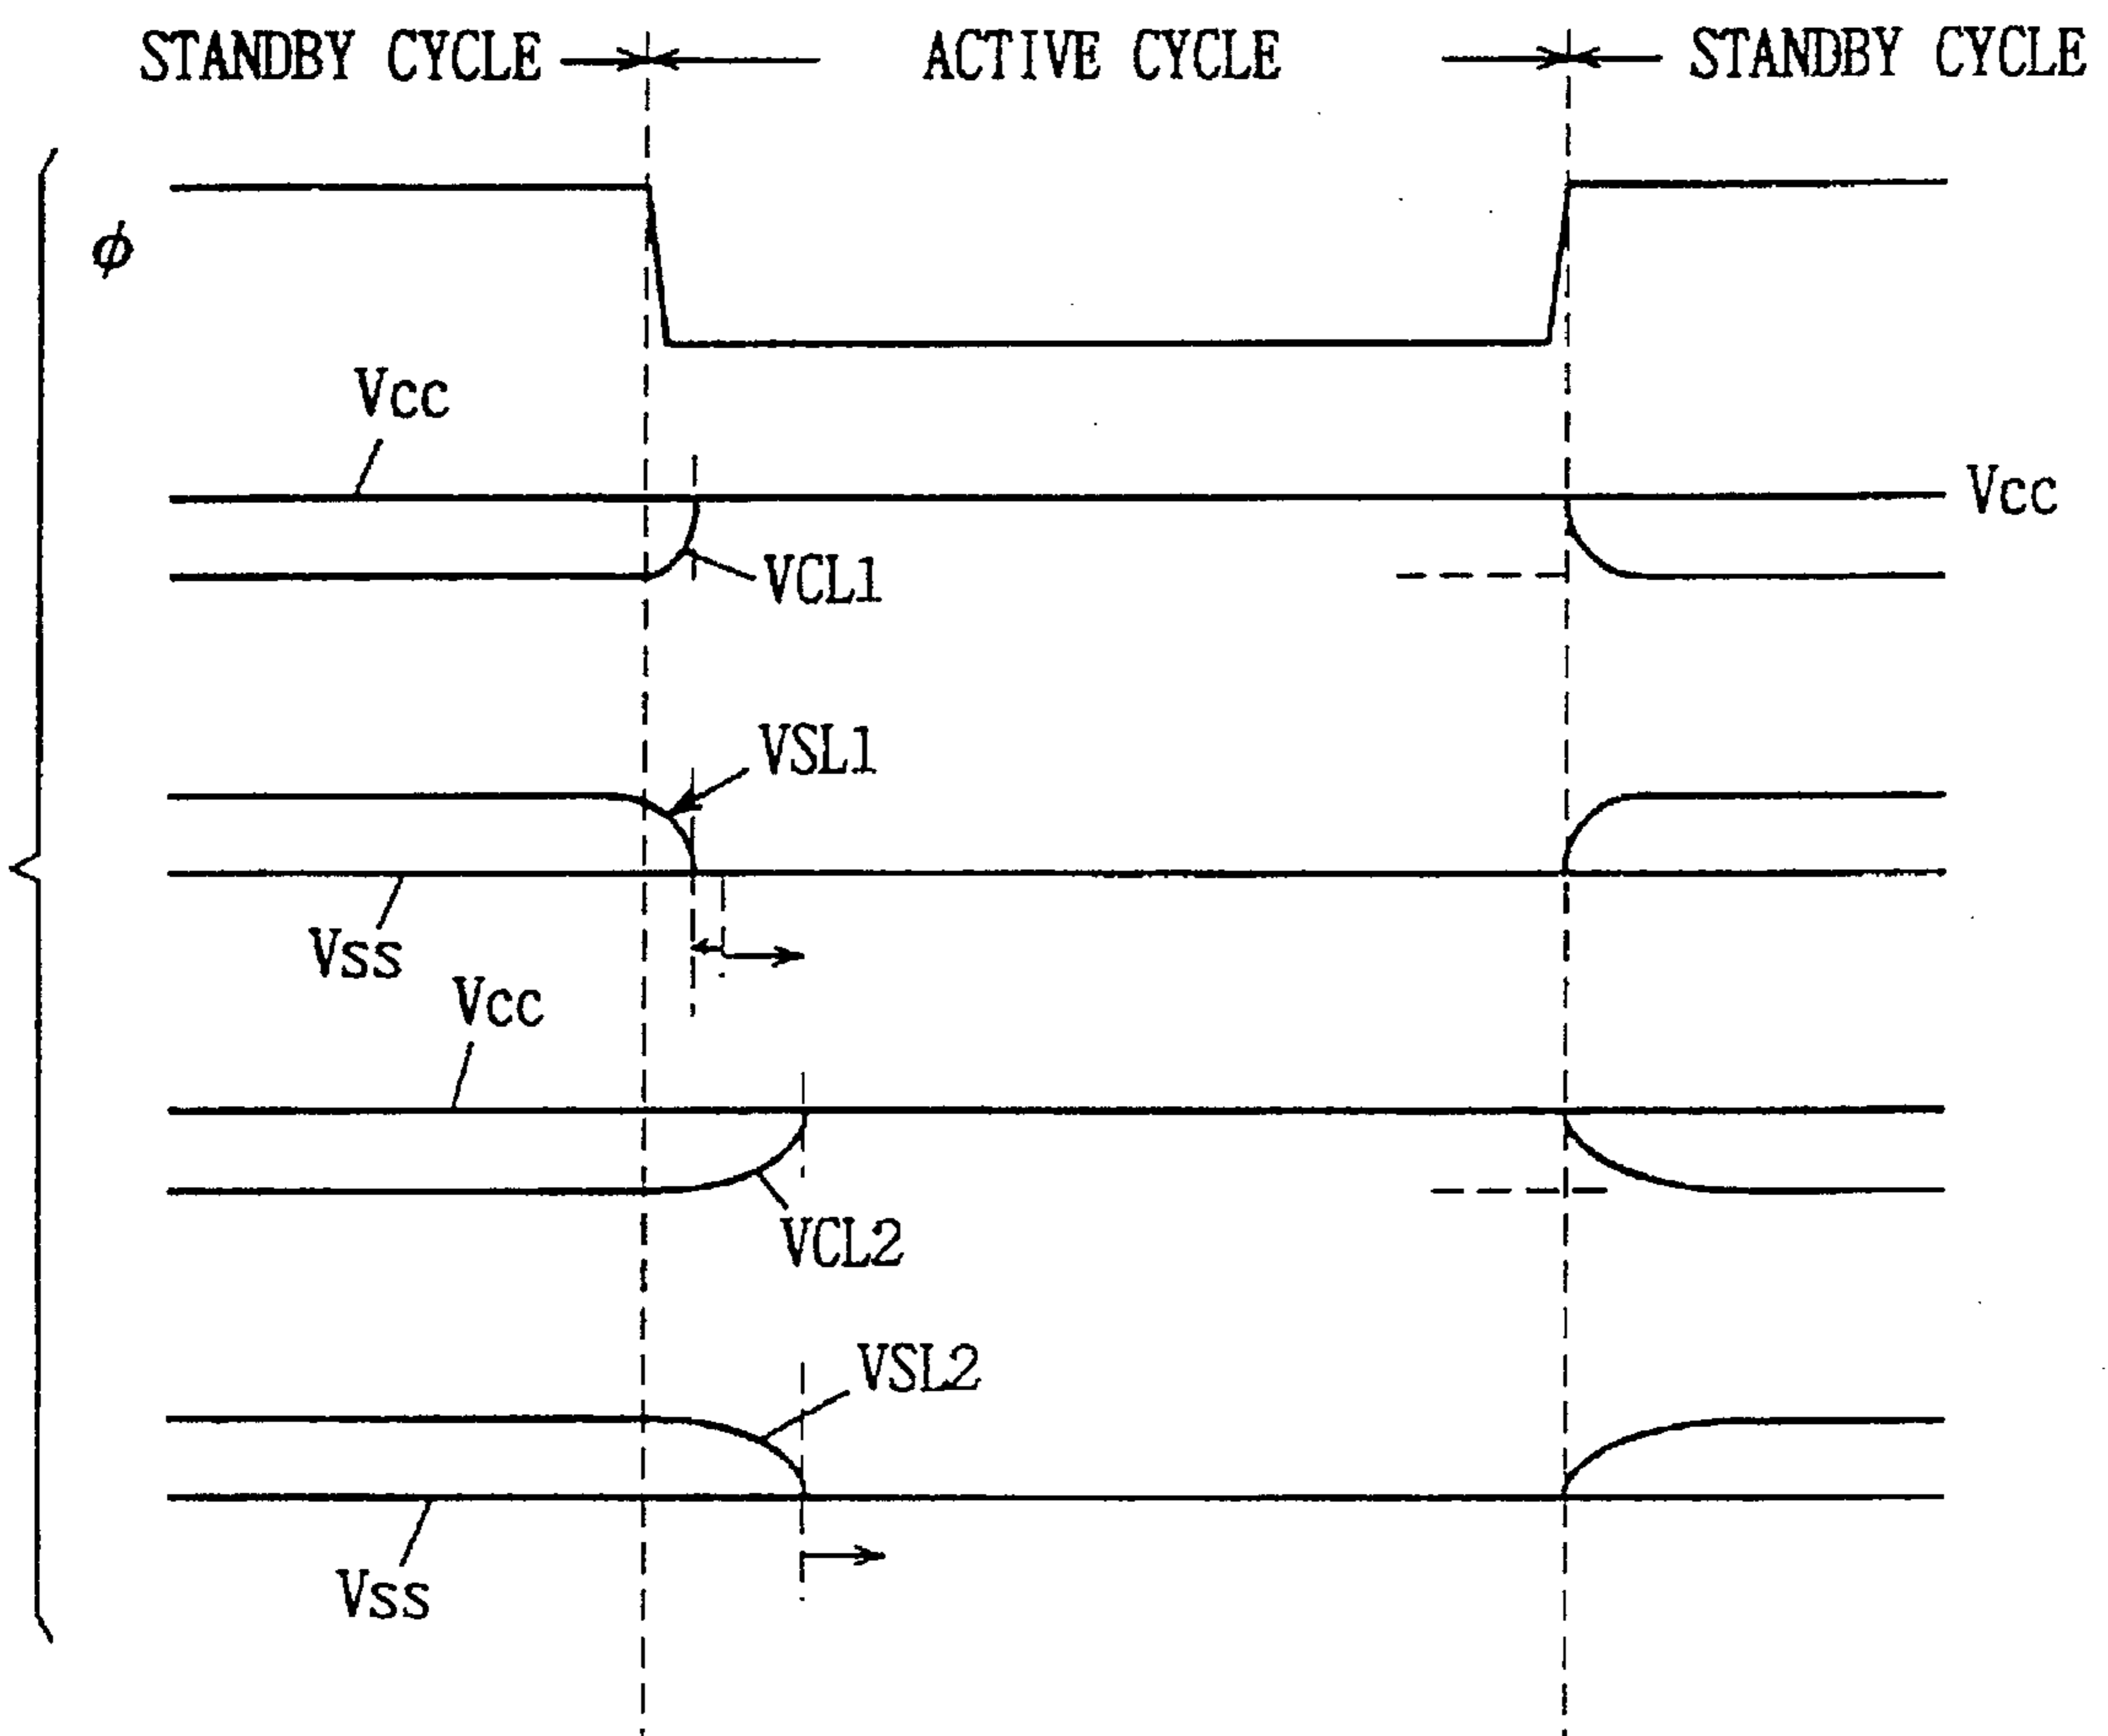 STANDBY CYCLE ACTIVE CYCLE STANDBY CYCLE
φ
Vcc
Vcc
VCL1
VSL1
Vss
Vcc
VCL2
VSL2
Vss